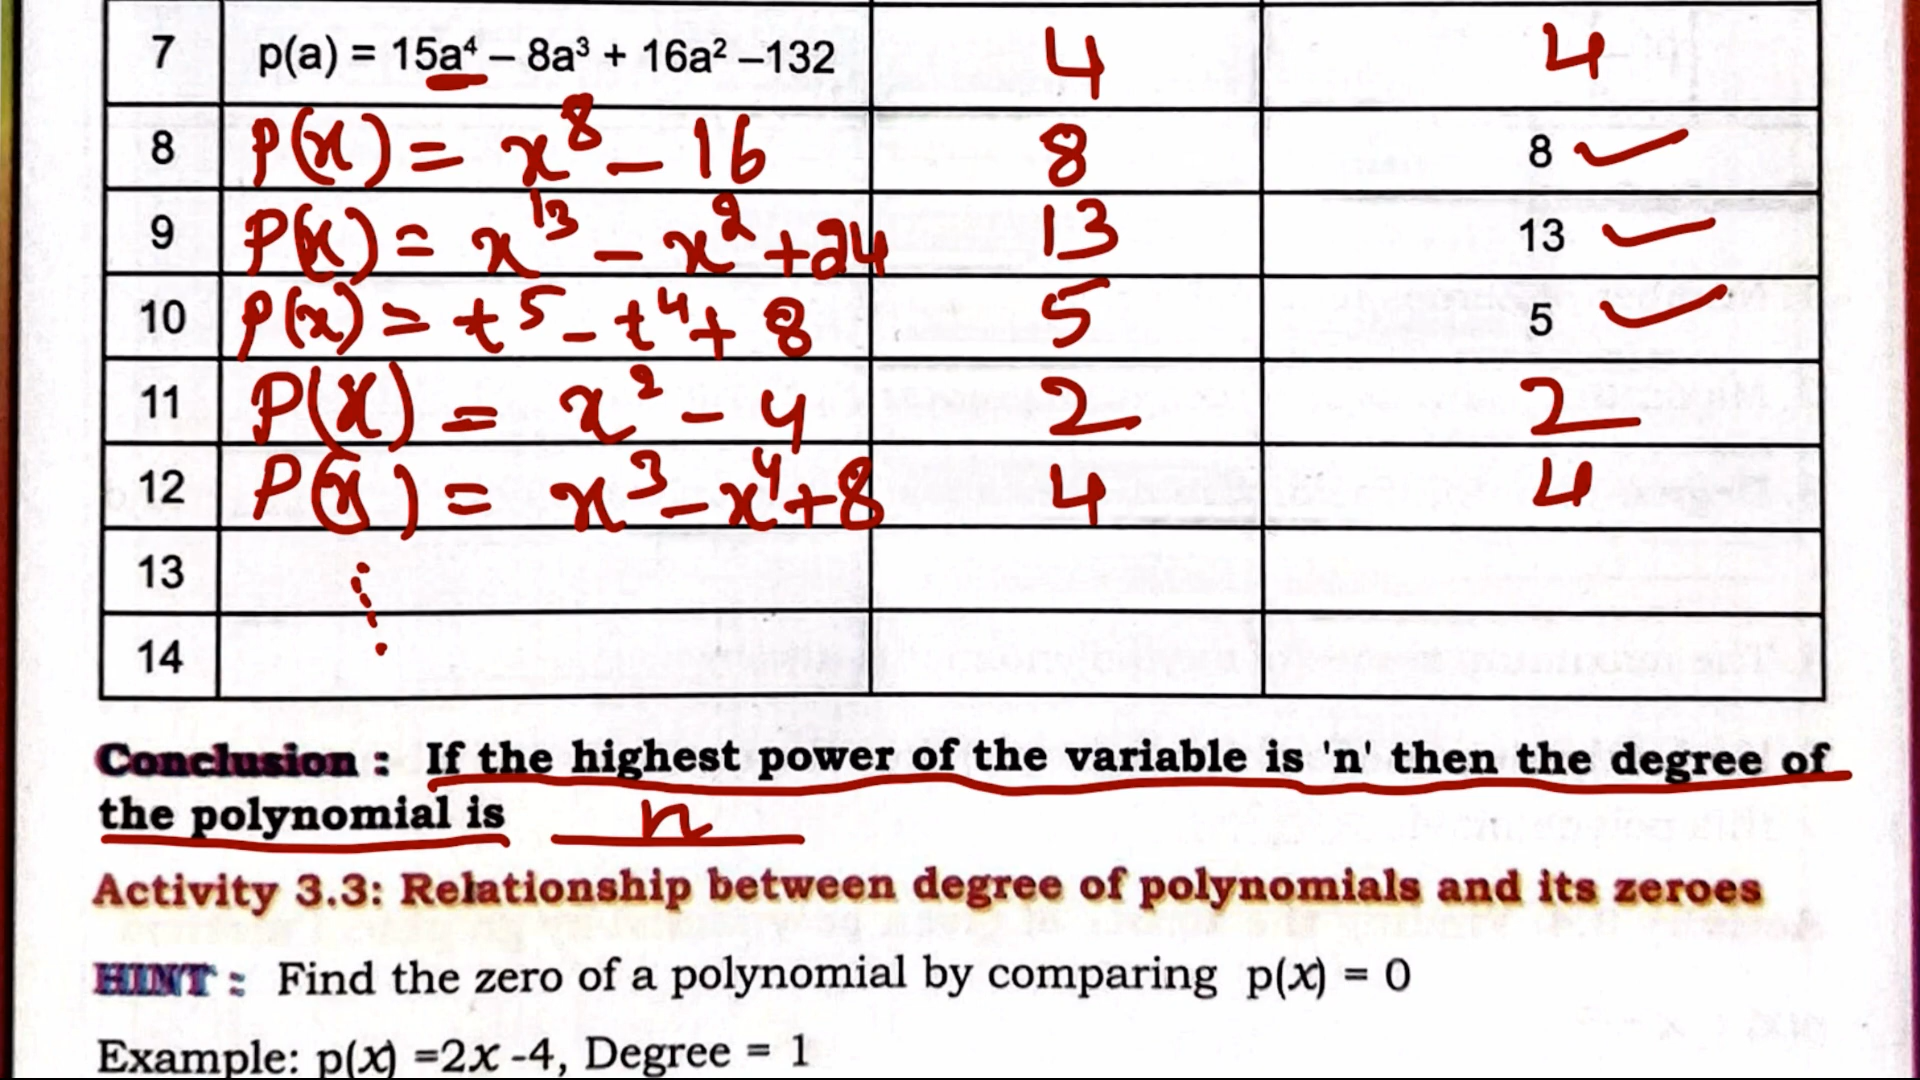 7 p(a) = 15a⁴ – 8a³ + 16a² –132 4 4
8 P(x) = x⁸ – 16 8 8
9 P(x) = x¹³ – x² +24 13 13
10 p(x) = t⁵ – t⁴ + 8 5 5
11 P(x) = x² – 4 2 2
12 P(x) = x³ – x⁴+8 4 4
13
14
Conclusion : If the highest power of the variable is 'n' then the degree of
the polynomial is n
Activity 3.3: Relationship between degree of polynomials and its zeroes
HINT : Find the zero of a polynomial by comparing p(x) = 0
Example: p(x) =2x -4, Degree = 1